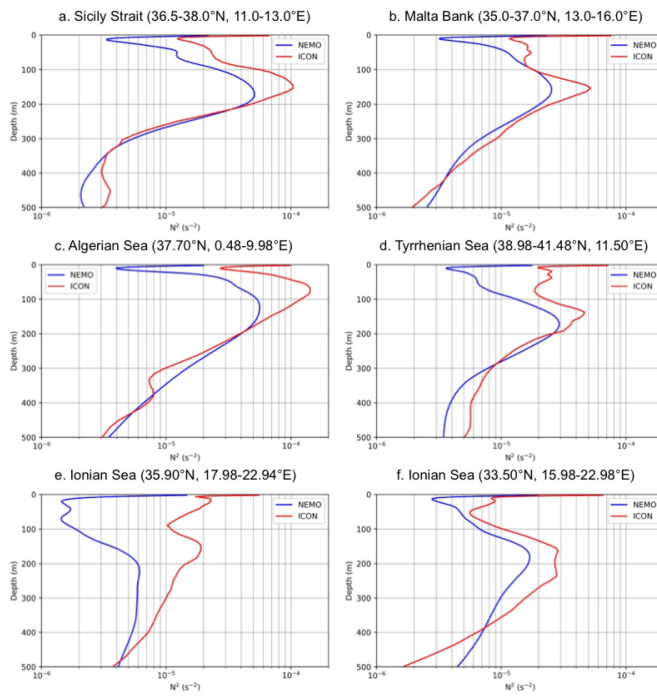 a. Sicily Strait (36.5-38.0°N, 11.0-13.0°E)
0
100
200
300
400
500
Depth (m)
NEMO
ICON
10⁻⁶
10⁻⁵
10⁻⁴
N² (s⁻²)
b. Malta Bank (35.0-37.0°N, 13.0-16.0°E)
0
100
200
300
400
500
Depth (m)
NEMO
ICON
10⁻⁶
10⁻⁵
10⁻⁴
N² (s⁻²)
c. Algerian Sea (37.70°N, 0.48-9.98°E)
0
100
200
300
400
500
Depth (m)
NEMO
ICON
10⁻⁶
10⁻⁵
10⁻⁴
N² (s⁻²)
d. Tyrrhenian Sea (38.98-41.48°N, 11.50°E)
0
100
200
300
400
500
Depth (m)
NEMO
ICON
10⁻⁶
10⁻⁵
10⁻⁴
N² (s⁻²)
e. Ionian Sea (35.90°N, 17.98-22.94°E)
0
100
200
300
400
500
Depth (m)
NEMO
ICON
10⁻⁶
10⁻⁵
10⁻⁴
N² (s⁻²)
f. Ionian Sea (33.50°N, 15.98-22.98°E)
0
100
200
300
400
500
Depth (m)
NEMO
ICON
10⁻⁶
10⁻⁵
10⁻⁴
N² (s⁻²)